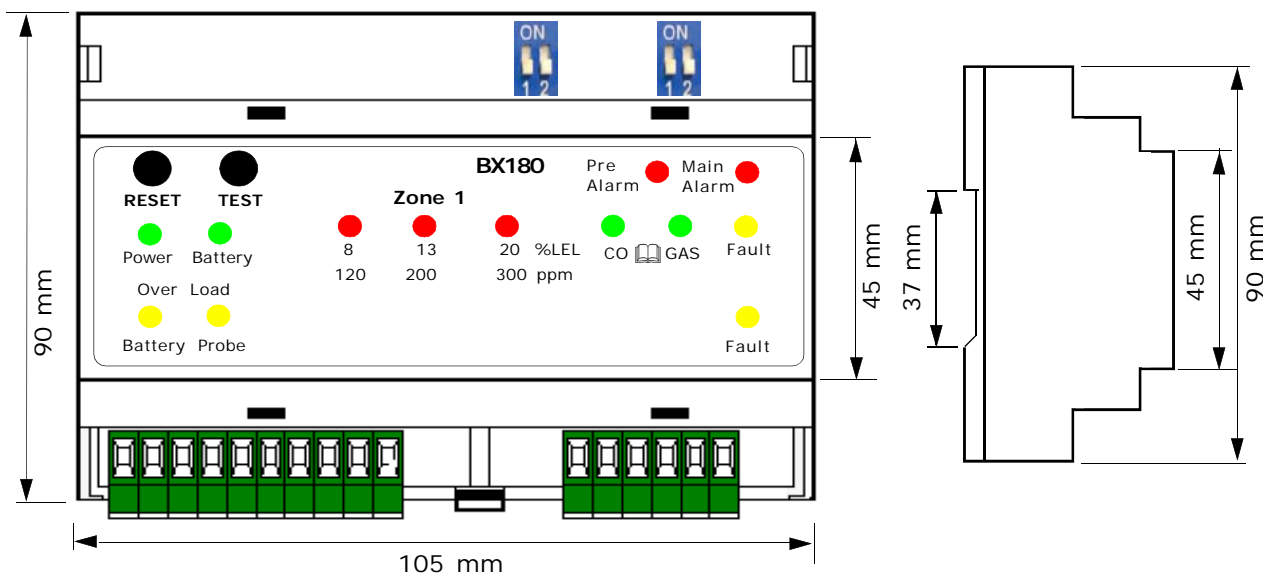 ON ON
1 2 1 2
BX180
Pre Alarm
Main Alarm
RESET TEST
Zone 1
Power Battery
8 13 20 %LEL
120 200 300 ppm
CO GAS Fault
Over Load
Battery Probe
Fault
90 mm
105 mm
45 mm
37 mm
45 mm
90 mm